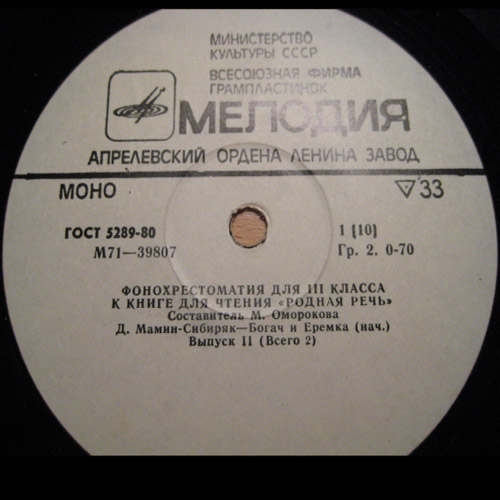 МИНИСТЕРСТВО
КУЛЬТУРЫ СССР
ВСЕСОЮЗНАЯ ФИРМА
ГРАМПЛАСТИНОК
МЕЛОДИЯ
АПРЕЛЕВСКИЙ ОРДЕНА ЛЕНИНА ЗАВОД
МОНО 33
ГОСТ 5289-80 1 (10)
М71—39807 Гр. 2. 0-70
ФОНОХРЕСТОМАТИЯ ДЛЯ III КЛАССА
К КНИГЕ ДЛЯ ЧТЕНИЯ «РОДНАЯ РЕЧЬ»
Составитель М. Оморокова
Д. Мамин-Сибиряк—Богач и Еремка (нач.)
Выпуск II (Всего 2)